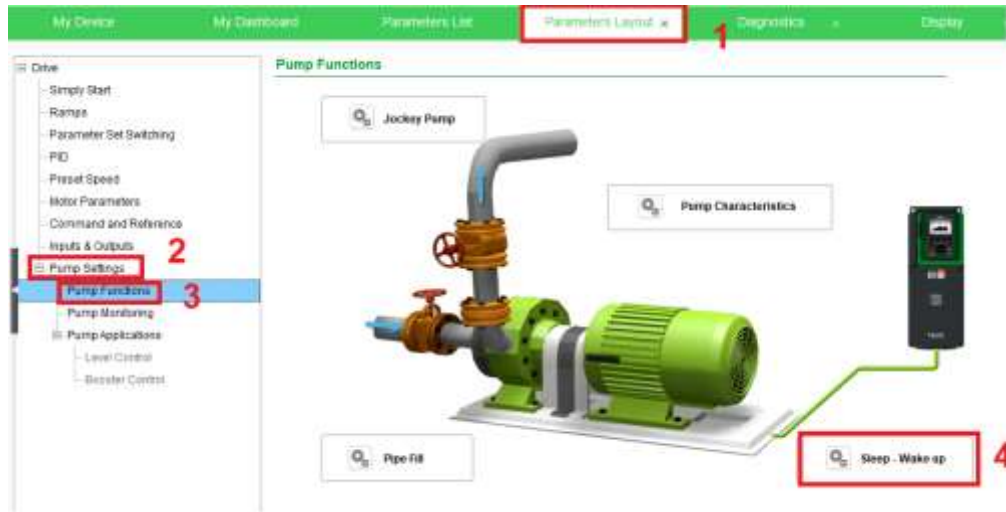 My Device My Dashboard Parameters List Parameters Layout Diagnostics Display
1
Drive
Pump Functions
Simply Start
Ramps
Jockey Pump
Parameter Set Switching
PID
Preset Speed
Motor Parameters
Pump Characteristics
Command and Reference
Inputs & Outputs
2
Pump Settings
Pump Functions
3
Pump Monitoring
Pump Applications
Level Control
Booster Control
Pipe Fill
Sleep - Wake up
4